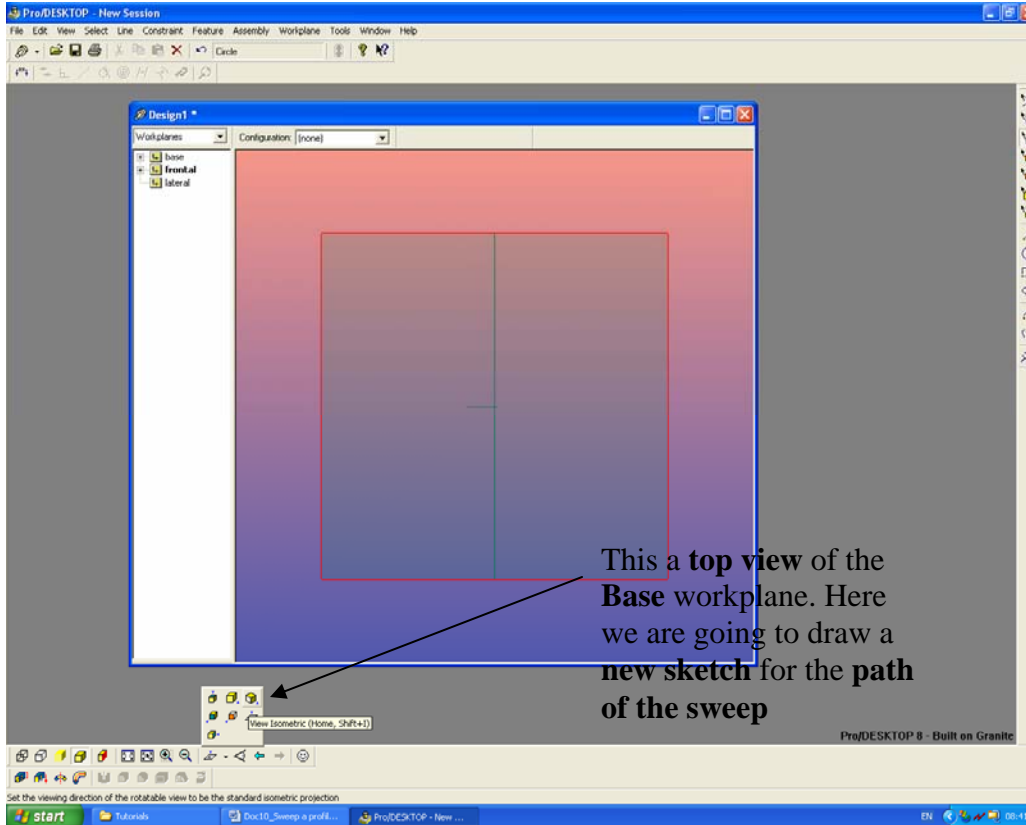 Pro/DESKTOP - New Session
File Edit View Select Line Constraint Feature Assembly Workplane Tools Window Help
Circle
Design1 *
Workplanes Configuration: (none)
base
frontal
lateral
This a top view of the
Base workplane. Here
we are going to draw a
new sketch for the path
of the sweep
View Isometric (Home, Shift+I)
Pro/DESKTOP 8 - Built on Granite
Set the viewing direction of the rotatable view to be the standard isometric projection
start Tutorials Doc10_Sweep a profil... Pro/DESKTOP - New ... EN 08:41